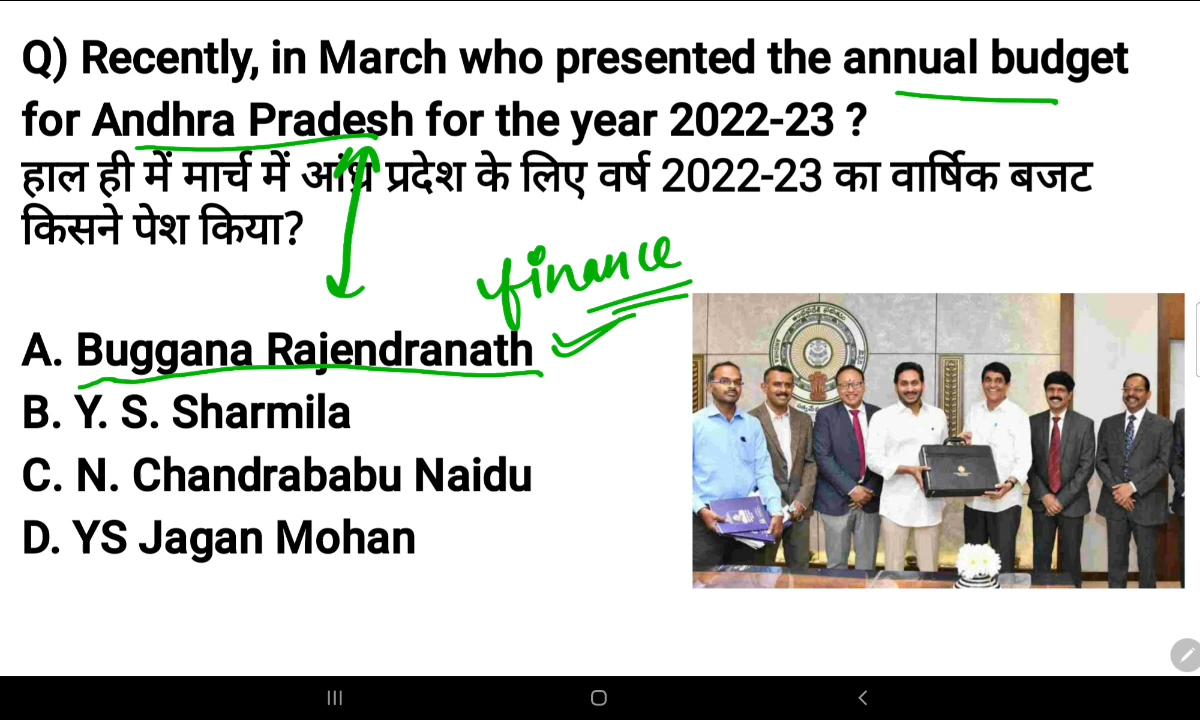 Q) Recently, in March who presented the annual budget
for Andhra Pradesh for the year 2022-23 ?
हाल ही में मार्च में आंध्र प्रदेश के लिए वर्ष 2022-23 का वार्षिक बजट
किसने पेश किया?
finance
A. Buggana Rajendranath
B. Y. S. Sharmila
C. N. Chandrababu Naidu
D. YS Jagan Mohan